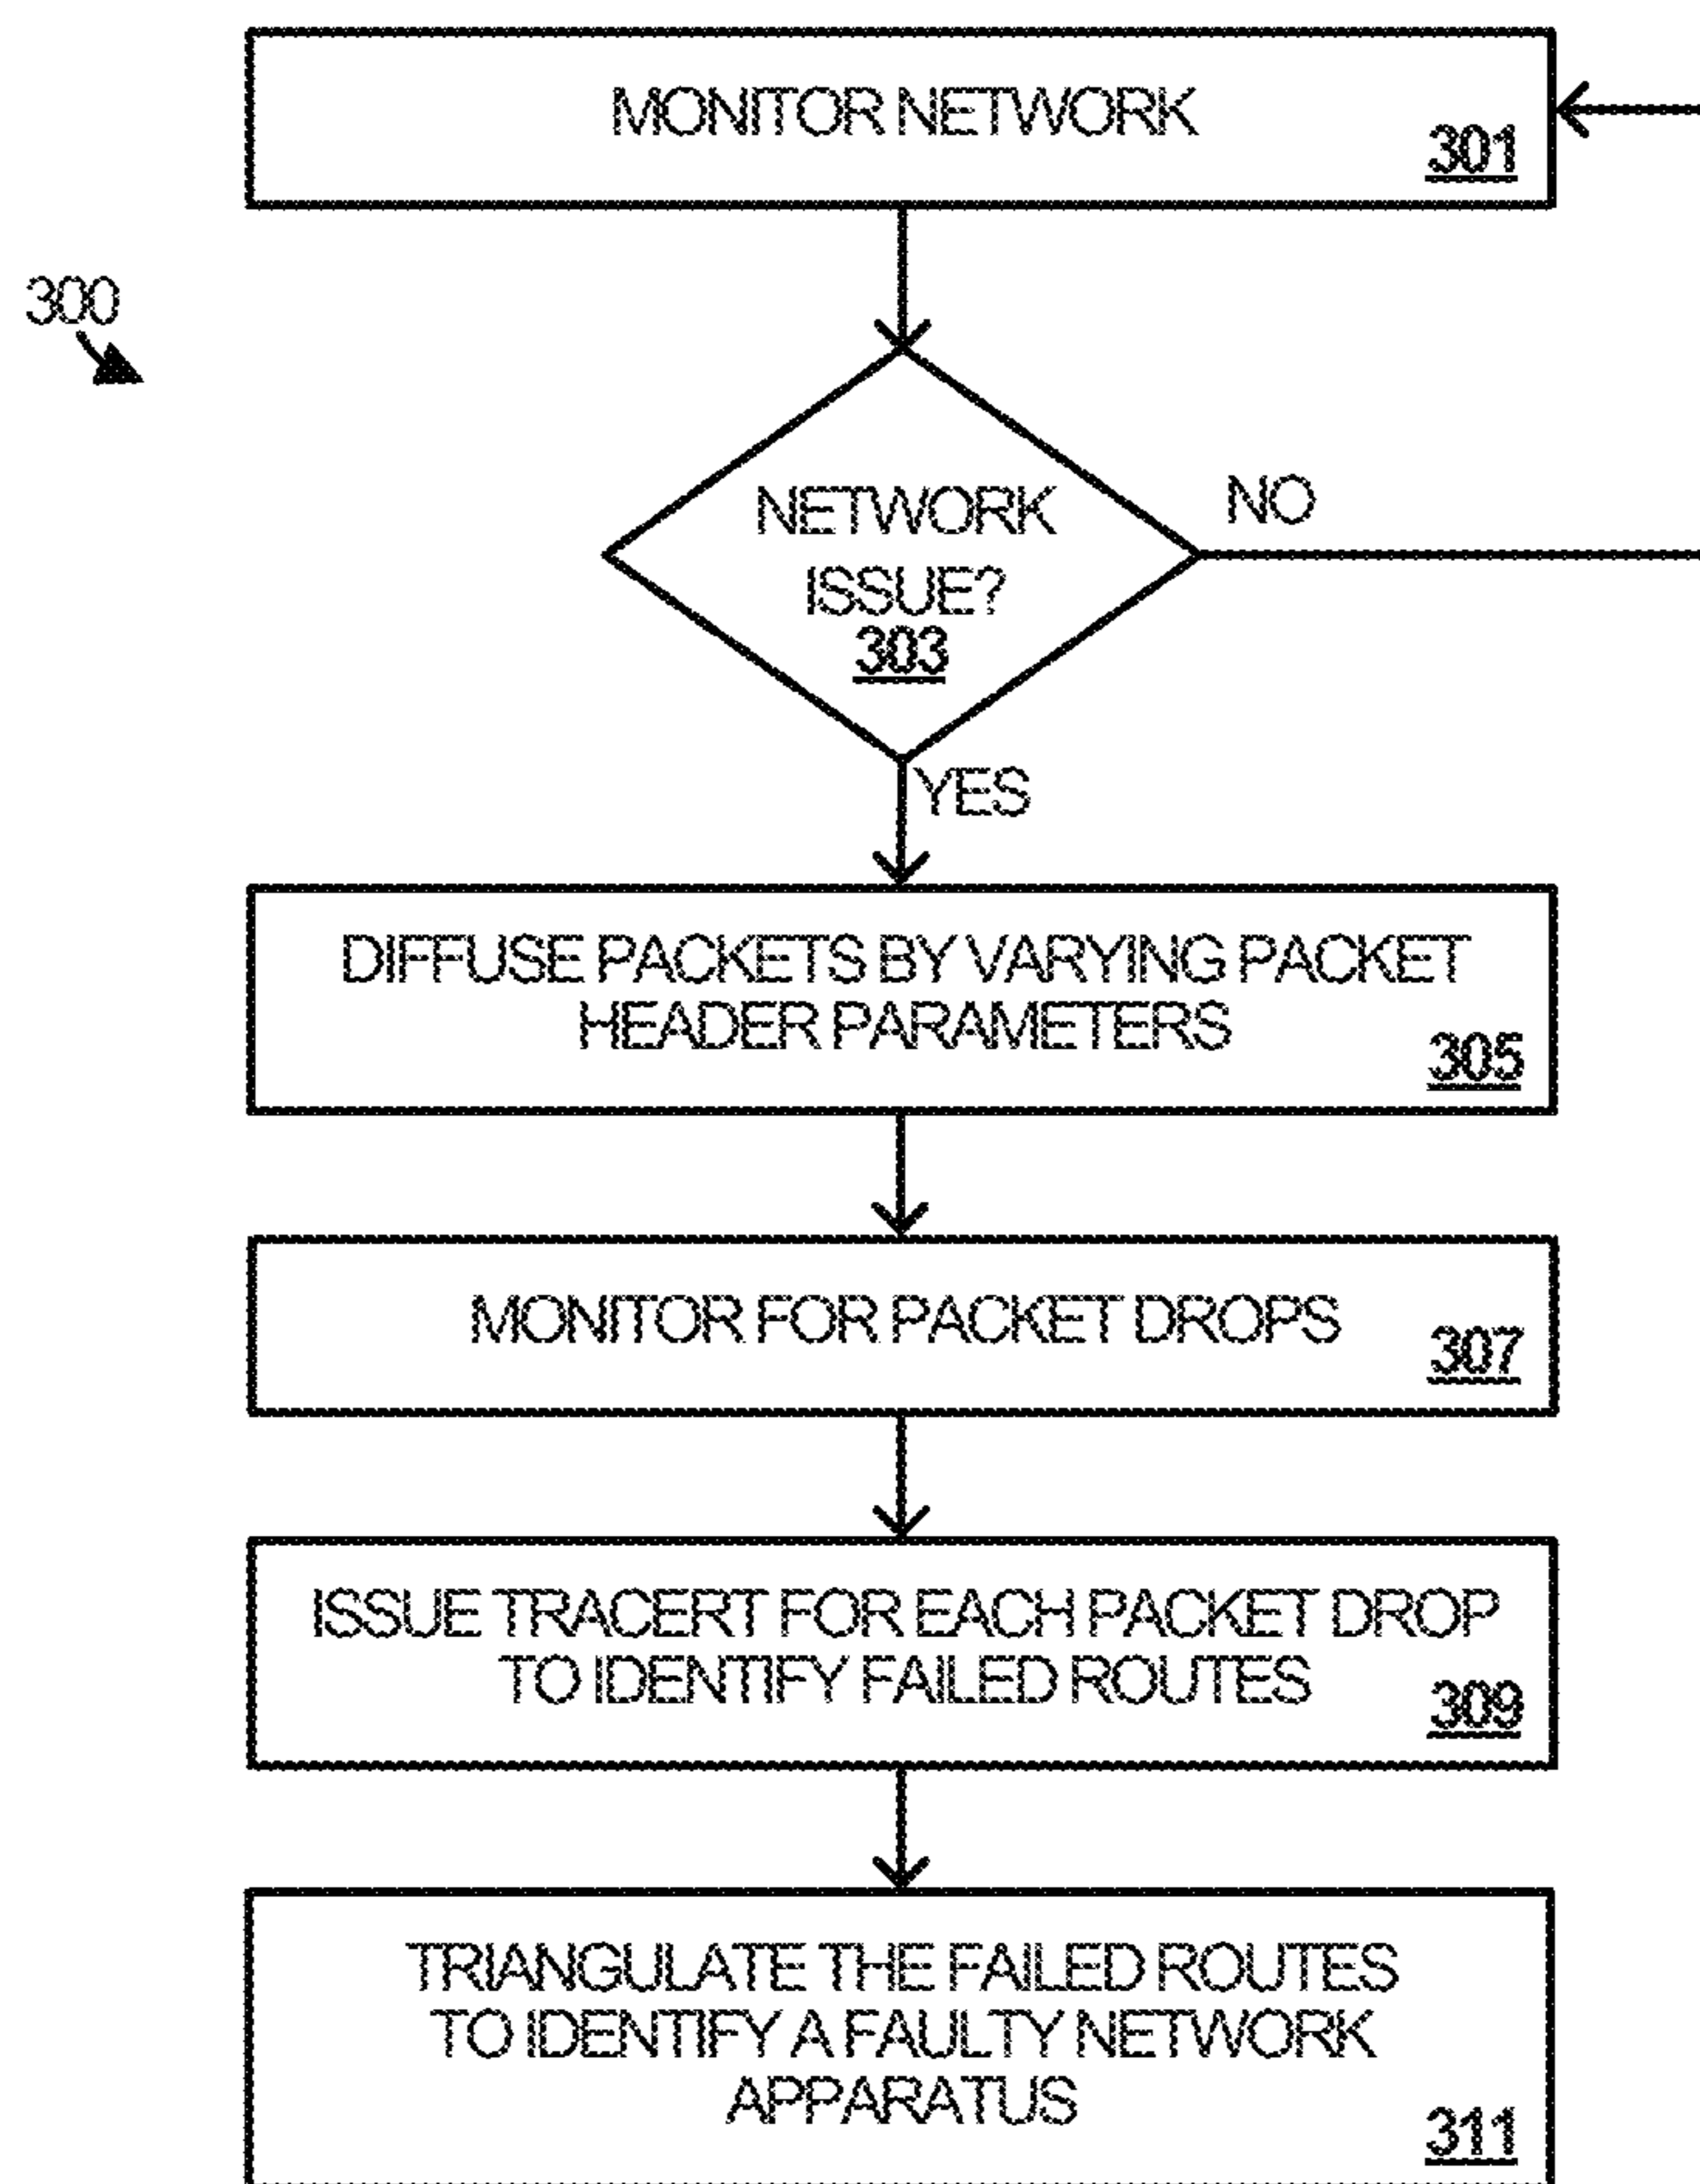 MONITOR NETWORK
301
300
NETWORK
ISSUE?
303
NO
YES
DIFFUSE PACKETS BY VARYING PACKET
HEADER PARAMETERS
305
MONITOR FOR PACKET DROPS
307
ISSUE TRACERT FOR EACH PACKET DROP
TO IDENTIFY FAILED ROUTES
309
TRIANGULATE THE FAILED ROUTES
TO IDENTIFY A FAULTY NETWORK
APPARATUS
311